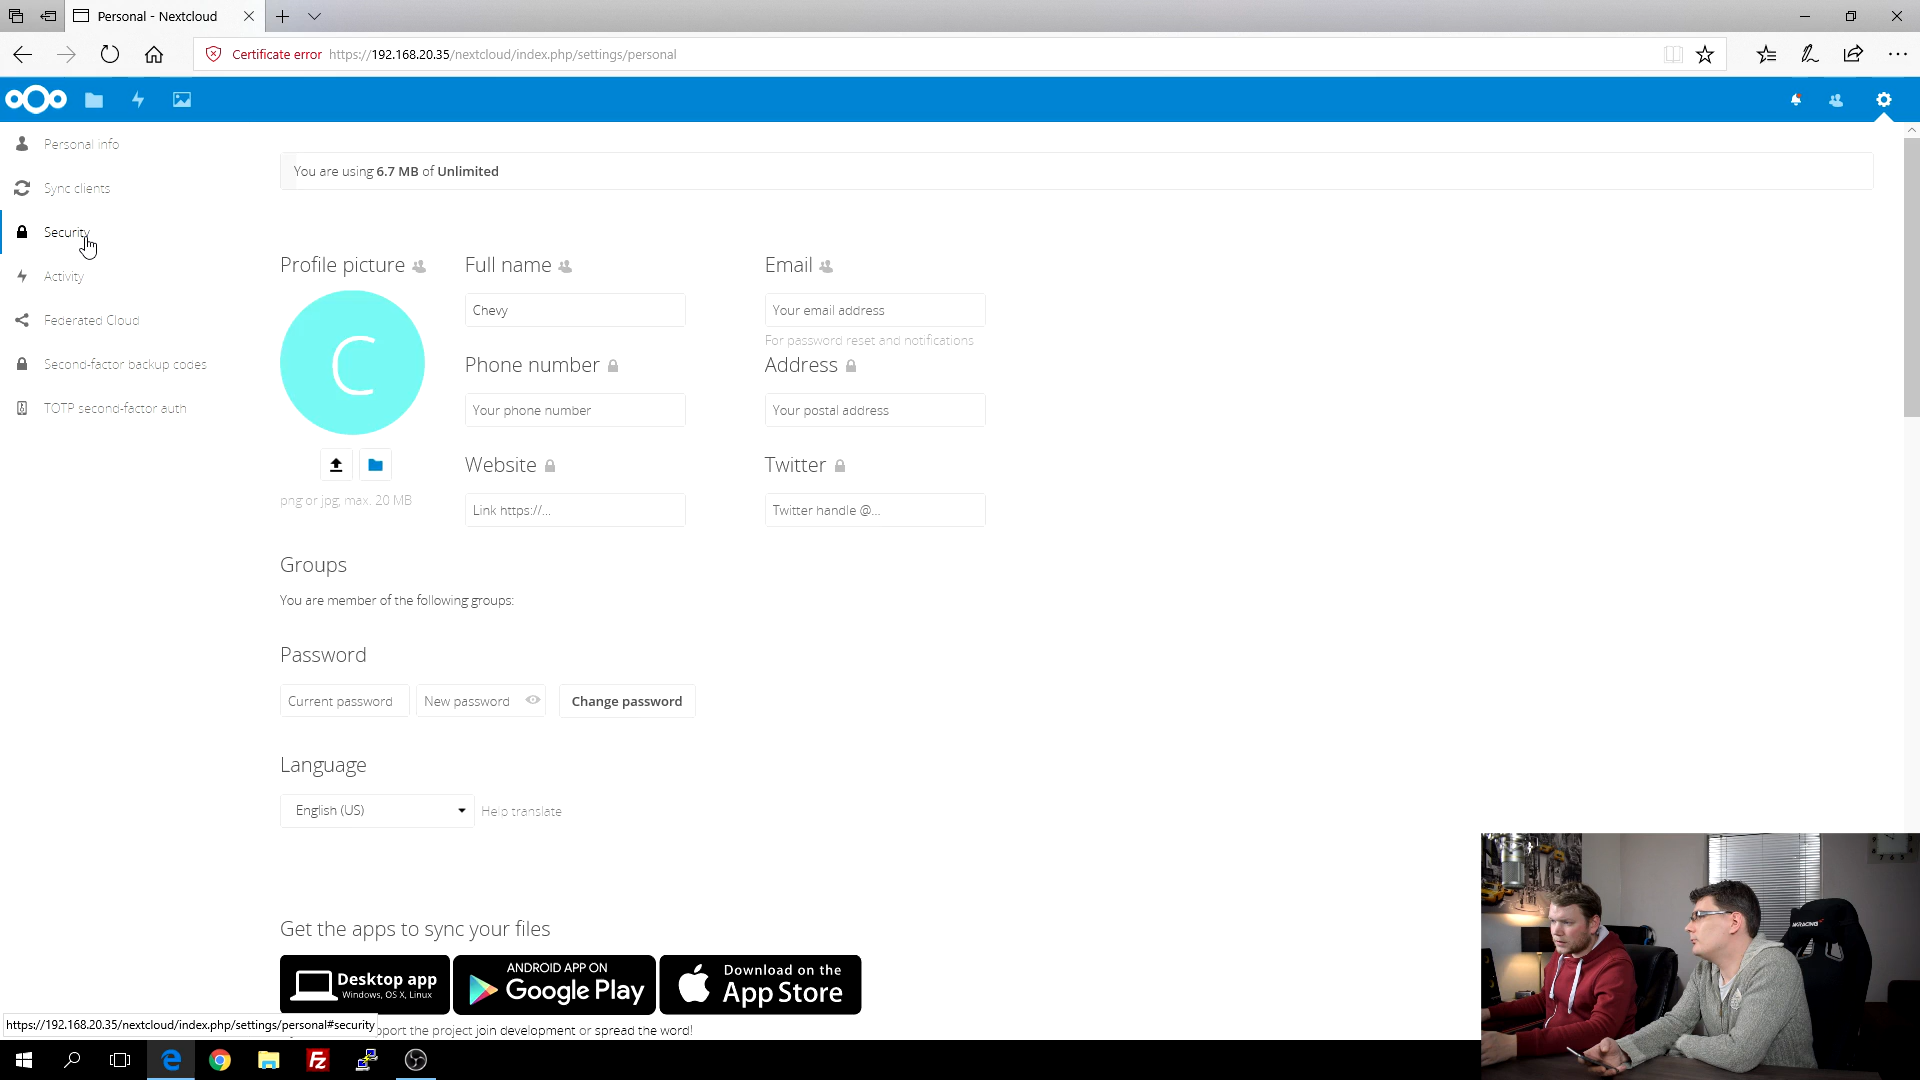 Personal - Nextcloud
Certificate error https://192.168.20.35/nextcloud/index.php/settings/personal
Personal info
Sync clients
Security
Activity
Federated Cloud
Second-factor backup codes
TOTP second-factor auth
You are using 6.7 MB of Unlimited
Profile picture
C
png or jpg, max. 20 MB
Full name
Chevy
Email
Your email address
For password reset and notifications
Phone number
Your phone number
Address
Your postal address
Website
Link https://...
Twitter
Twitter handle @...
Groups
You are member of the following groups:
Password
Current password
New password
Change password
Language
English (US)
Help translate
Get the apps to sync your files
Desktop app
Windows, OS X, Linux
ANDROID APP ON
Google Play
Download on the
App Store
https://192.168.20.35/nextcloud/index.php/settings/personal#security
port the project join development or spread the word!
Fz